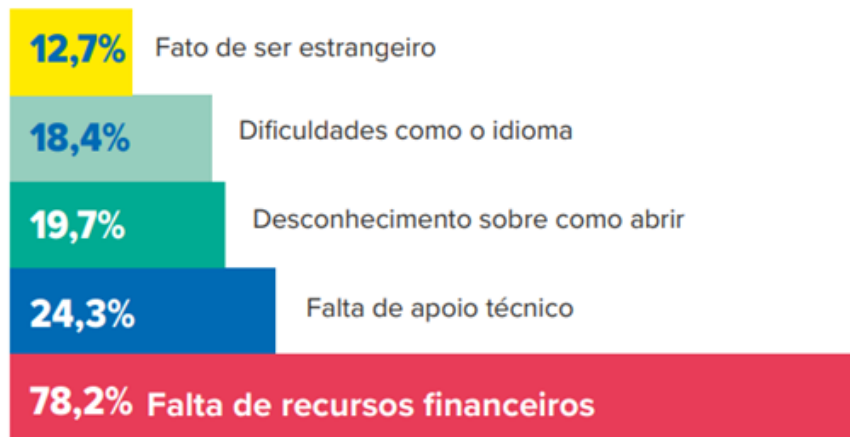 12,7% Fato de ser estrangeiro
18,4% Dificuldades como o idioma
19,7% Desconhecimento sobre como abrir
24,3% Falta de apoio técnico
78,2% Falta de recursos financeiros